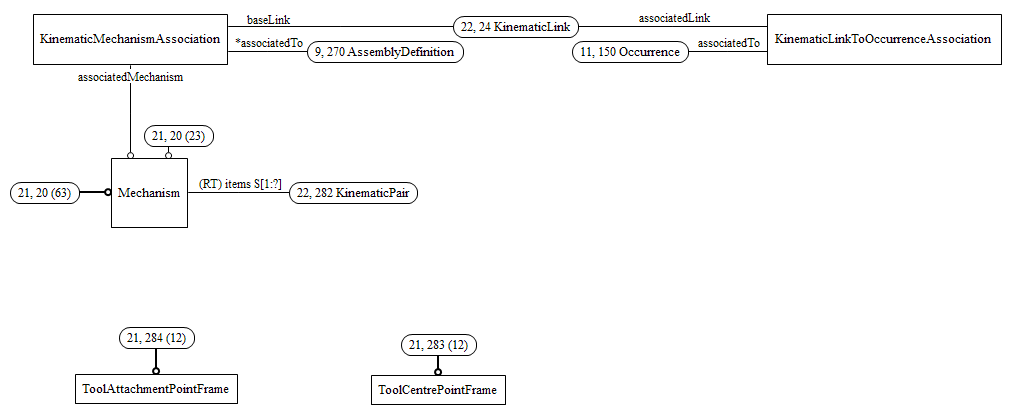 baseLink
22, 24 KinematicLink
associatedLink
KinematicMechanismAssociation
*associatedTo
9, 270 AssemblyDefinition
11, 150 Occurrence
associatedTo
KinematicLinkToOccurrenceAssociation
associatedMechanism
21, 20 (23)
21, 20 (63)
Mechanism
(RT) items S[1:?]
22, 282 KinematicPair
21, 284 (12)
21, 283 (12)
ToolAttachmentPointFrame
ToolCentrePointFrame